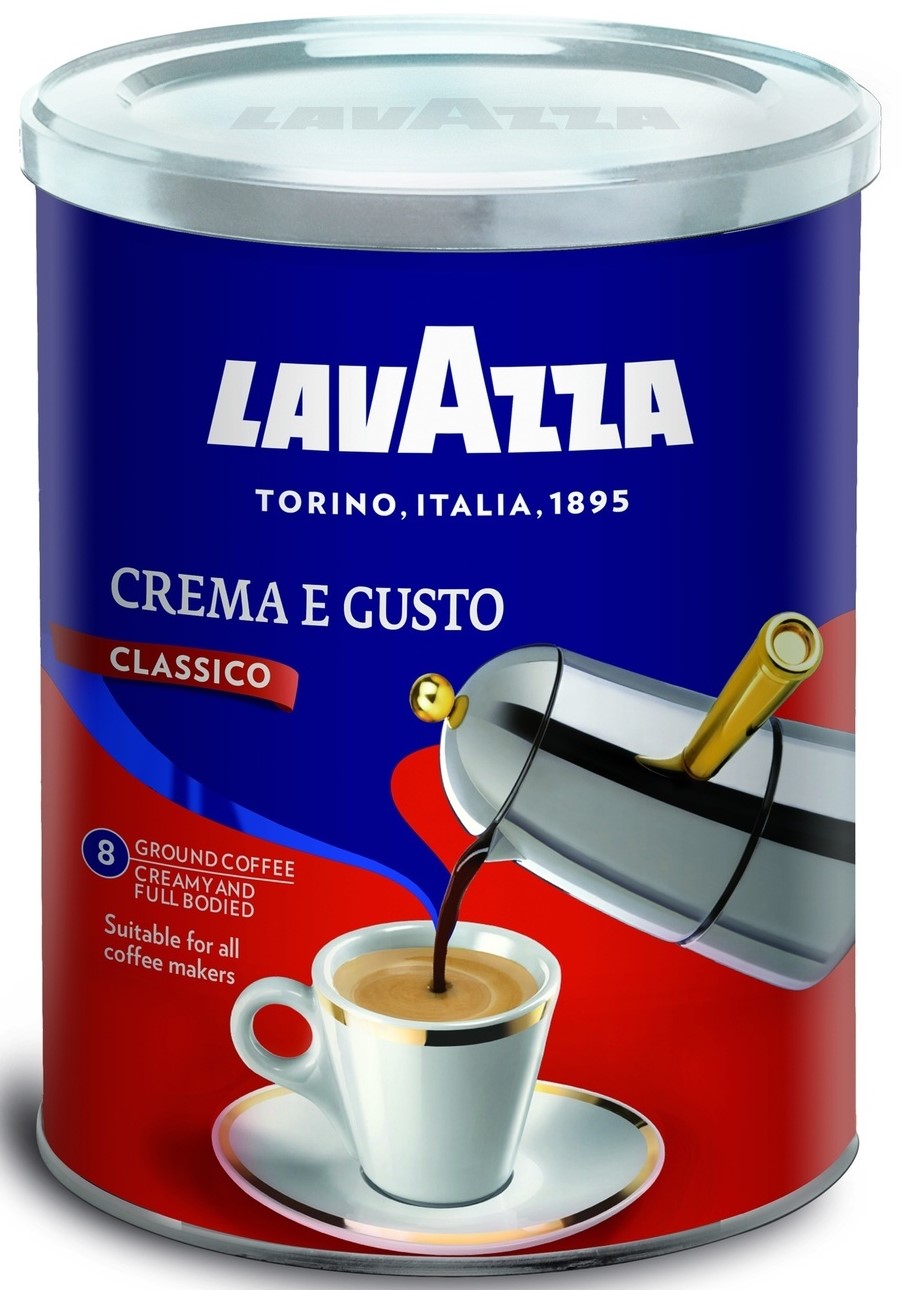 LAVAZZA
LAVAZZA
TORINO, ITALIA, 1895
CREMA E GUSTO
CLASSICO
8
GROUND COFFEE
CREAMY AND
FULL BODIED
Suitable for all
coffee makers